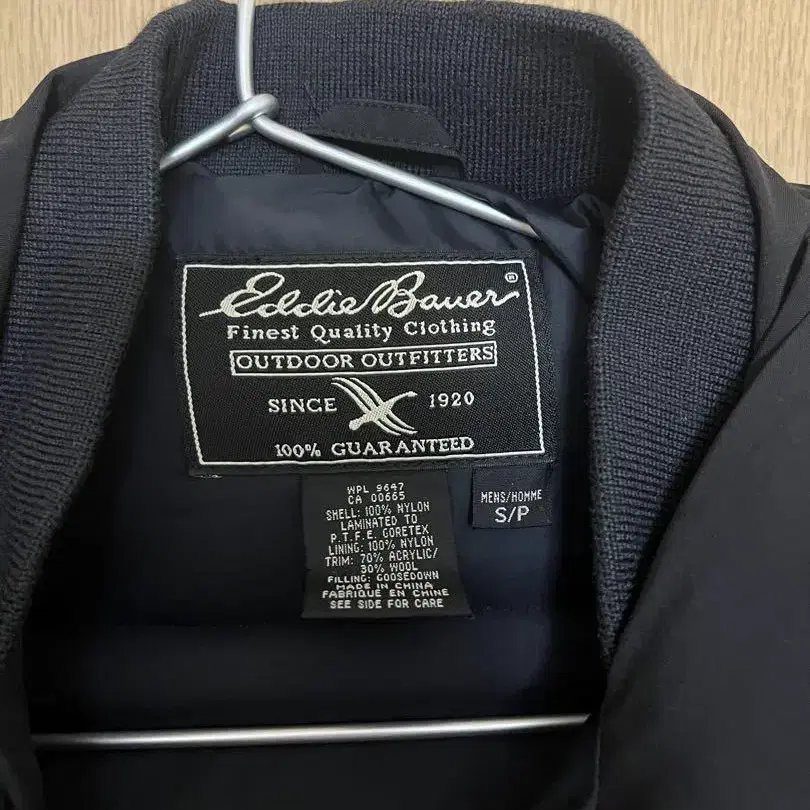 Eddie Bauer®
Finest Quality Clothing
OUTDOOR OUTFITTERS
SINCE 1920
100% GUARANTEED
WPL 9647
CA 00665
SHELL: 100% NYLON
LAMINATED TO
P.T.F.E. GORETEX
LINING: 100% NYLON
TRIM: 70% ACRYLIC/
30% WOOL
FILLING: GOOSEDOWN
MADE IN CHINA
FABRIQUE EN CHINE
SEE SIDE FOR CARE
MENS/HOMME
S/P